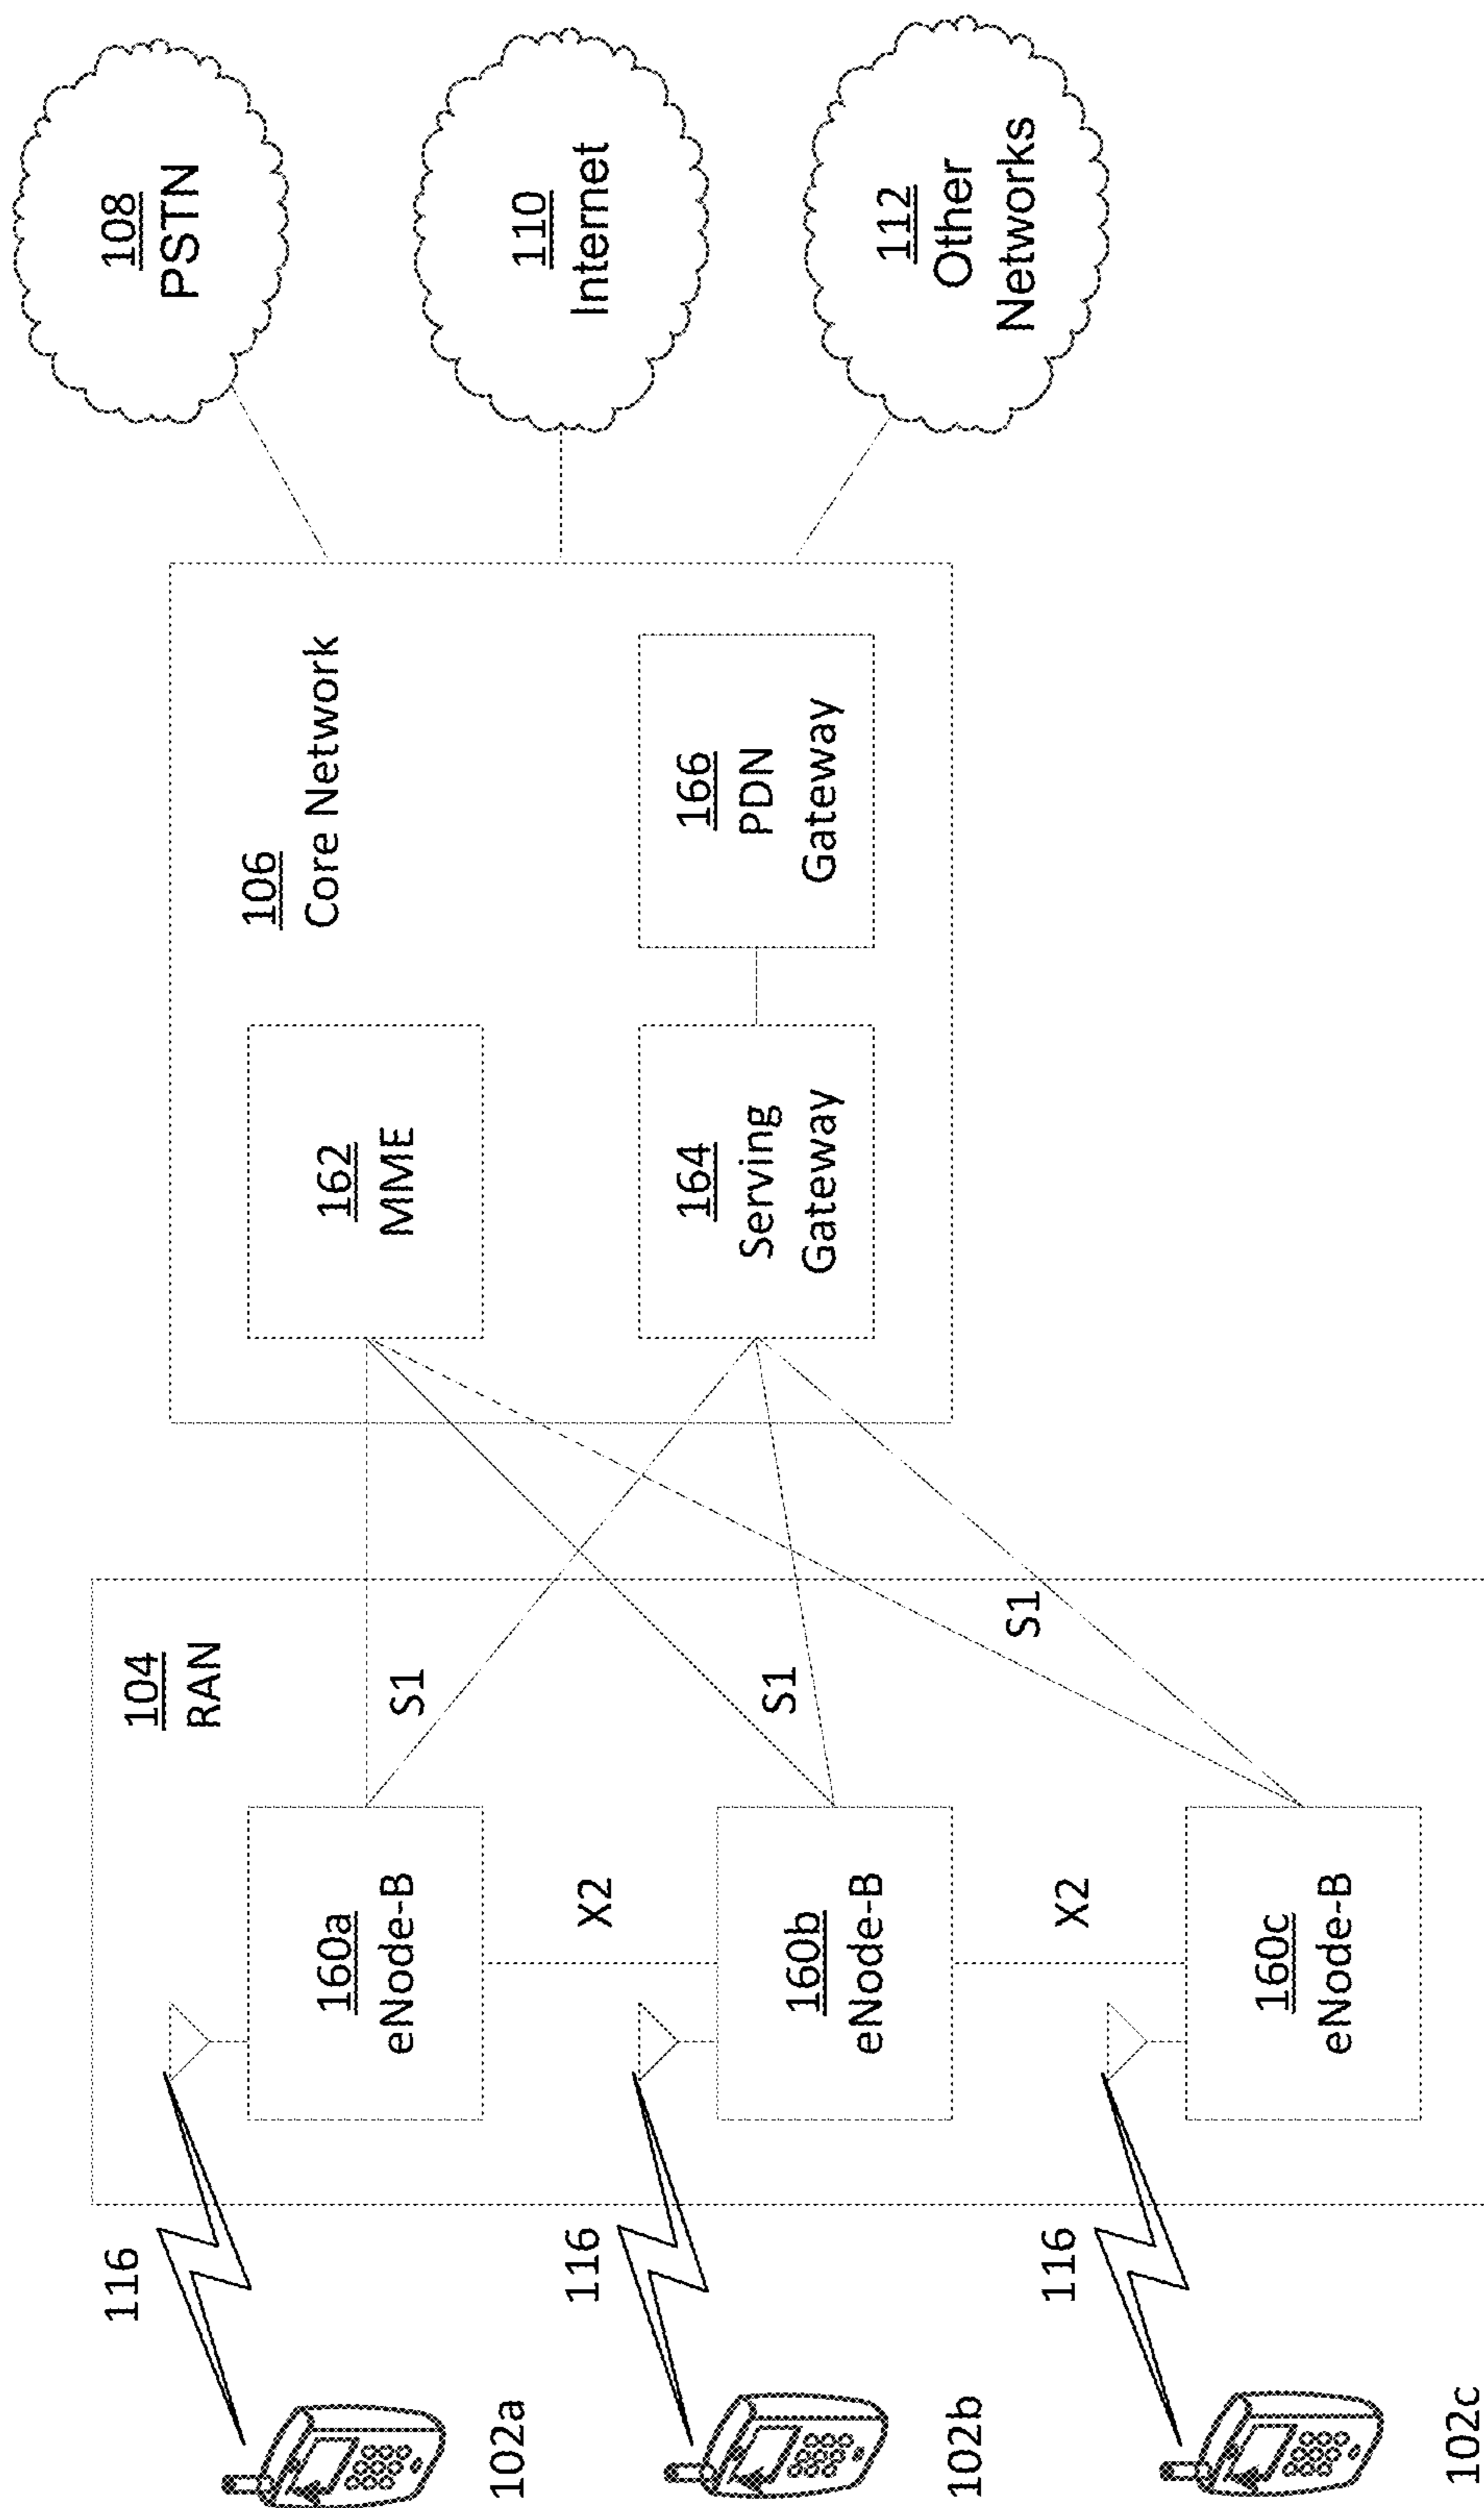 116
102a
116
102b
116
102c
104
RAN
160a
eNode-B
X2
160b
eNode-B
X2
160c
eNode-B
S1
S1
S1
106
Core Network
162
MME
164
Serving
Gateway
166
PDN
Gateway
108
PSTN
110
Internet
112
Other
Networks